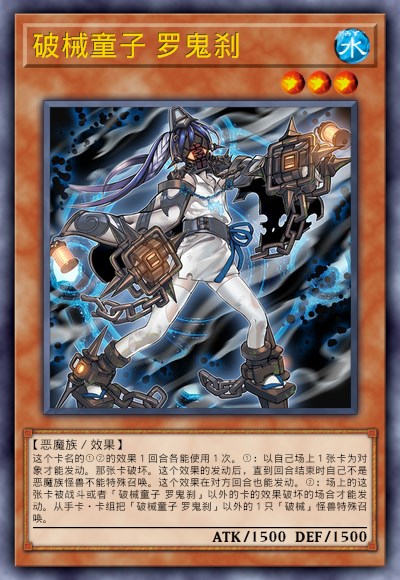 破械童子 罗鬼刹
水
【恶魔族／效果】
这个卡名的①②的效果1回合各能使用1次。①：以自己场上1张卡为对
象才能发动。那张卡破坏。这个效果的发动后，直到回合结束时自己不是
恶魔族怪兽不能特殊召唤。这个效果在对方回合也能发动。②：场上的这
张卡被战斗或者「破械童子 罗鬼刹」以外的卡的效果破坏的场合才能发
动。从手卡·卡组把「破械童子 罗鬼刹」以外的1只「破械」怪兽特殊召
唤。
ATK/1500 DEF/1500